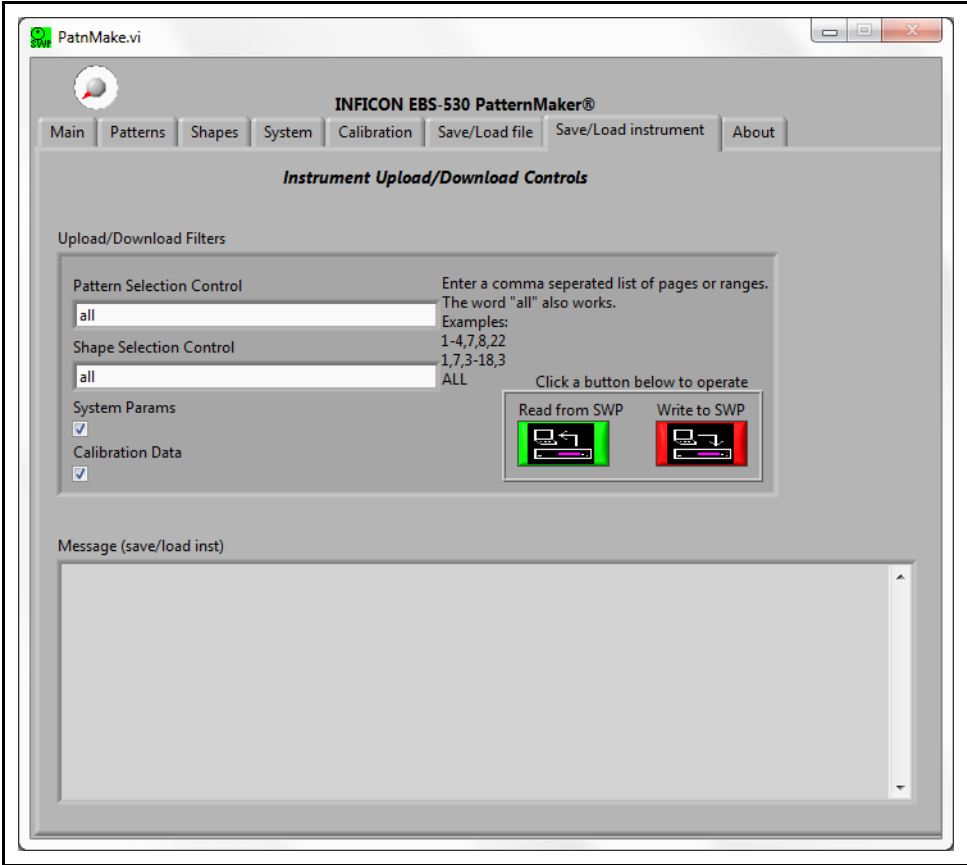 SWP PatnMake.vi
INFICON EBS-530 PatternMaker®
Main Patterns Shapes System Calibration Save/Load file Save/Load instrument About
Instrument Upload/Download Controls
Upload/Download Filters
Pattern Selection Control
all
Shape Selection Control
all
System Params
Calibration Data
Enter a comma seperated list of pages or ranges.
The word "all" also works.
Examples:
1-4,7,8,22
1,7,3-18,3
ALL
Click a button below to operate
Read from SWP Write to SWP
Message (save/load inst)